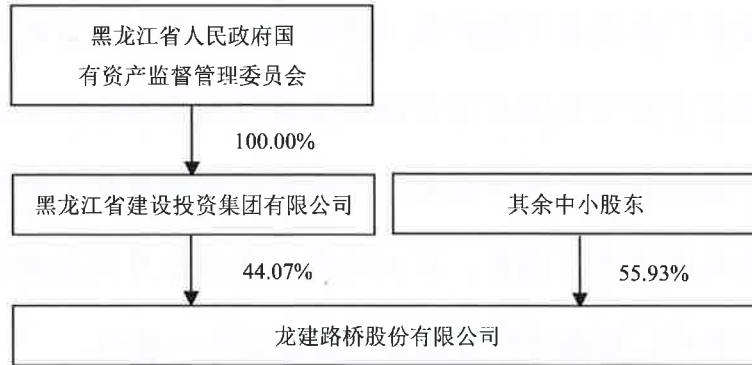 黑龙江省人民政府国
有资产监督管理委员会
100.00%
黑龙江省建设投资集团有限公司
其余中小股东
44.07%
55.93%
龙建路桥股份有限公司